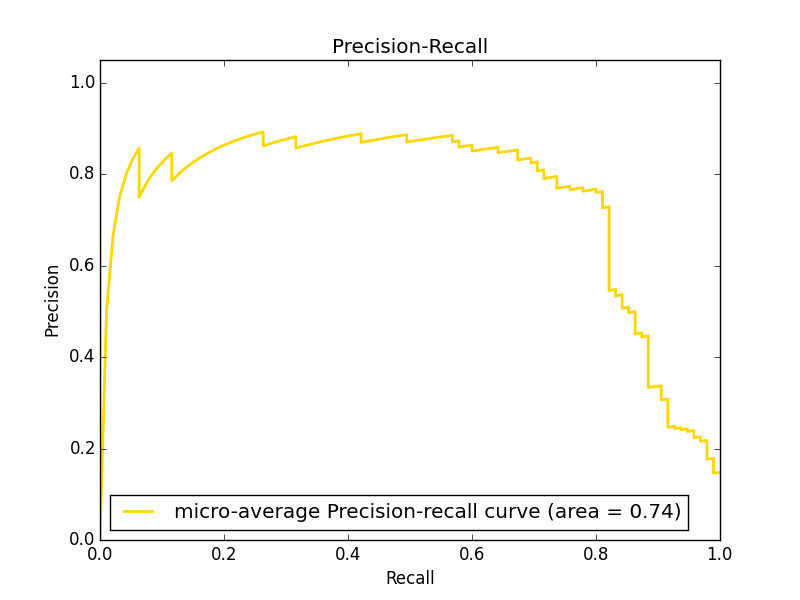 Precision-Recall
1.0
0.8
0.6
0.4
0.2
0.0
Precision
micro-average Precision-recall curve (area = 0.74)
0.0 0.2 0.4 0.6 0.8 1.0
Recall